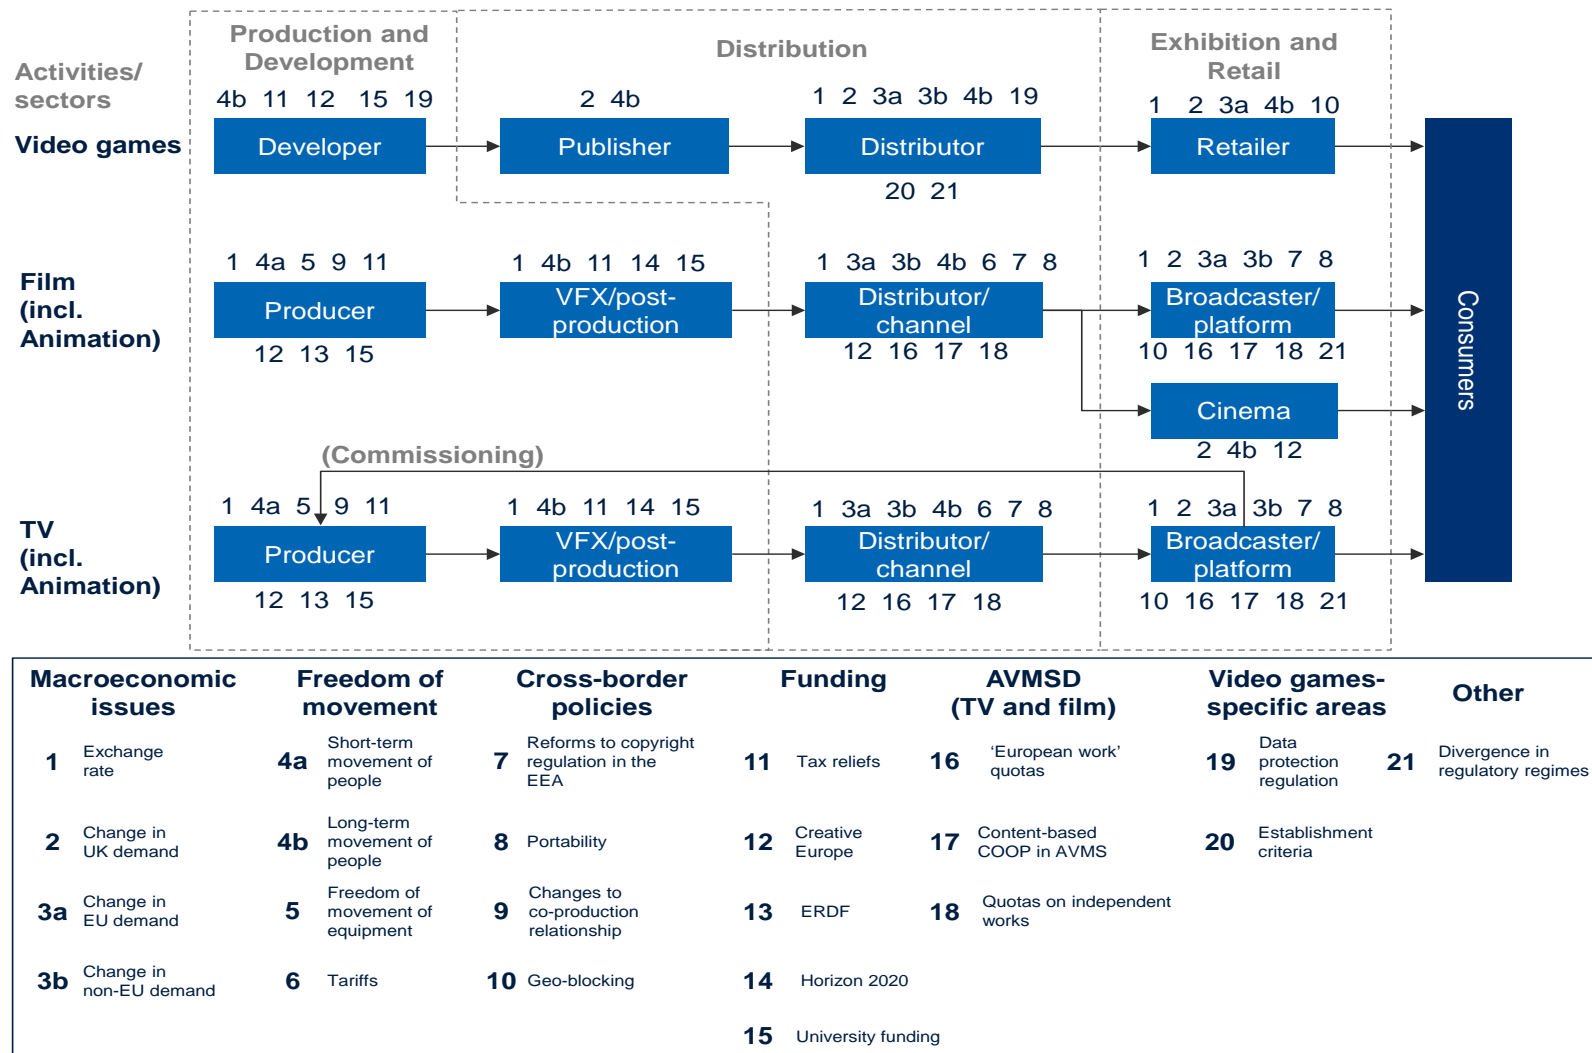 Production and
Development
Distribution
Exhibition and
Retail
Activities/
sectors
4b 11 12 15 19
2 4b
1 2 3a 3b 4b 19
1 2 3a 4b 10
Video games
Developer
Publisher
Distributor
Retailer
20 21
Consumers
1 4a 5 9 11
1 4b 11 14 15
1 3a 3b 4b 6 7 8
1 2 3a 3b 7 8
Film
(incl.
Animation)
Producer
VFX/post-
production
Distributor/
channel
Broadcaster/
platform
12 13 15
12 16 17 18
10 16 17 18 21
Cinema
2 4b 12
(Commissioning)
1 4a 5 9 11
1 4b 11 14 15
1 3a 3b 4b 6 7 8
1 2 3a 3b 7 8
TV
(incl.
Animation)
Producer
VFX/post-
production
Distributor/
channel
Broadcaster/
platform
12 13 15
12 16 17 18
10 16 17 18 21
Macroeconomic
issues
1 Exchange
rate
2 Change in
UK demand
3a Change in
EU demand
3b Change in
non-EU demand
Freedom of
movement
4a Short-term
movement of
people
4b Long-term
movement of
people
5 Freedom of
movement of
equipment
6 Tariffs
Cross-border
policies
7 Reforms to copyright
regulation in the
EEA
8 Portability
9 Changes to
co-production
relationship
10 Geo-blocking
Funding
11 Tax reliefs
12 Creative
Europe
13 ERDF
14 Horizon 2020
15 University funding
AVMSD
(TV and film)
16 ‘European work’
quotas
17 Content-based
COOP in AVMS
18 Quotas on independent
works
Video games-
specific areas
19 Data
protection
regulation
20 Establishment
criteria
Other
21 Divergence in
regulatory regimes